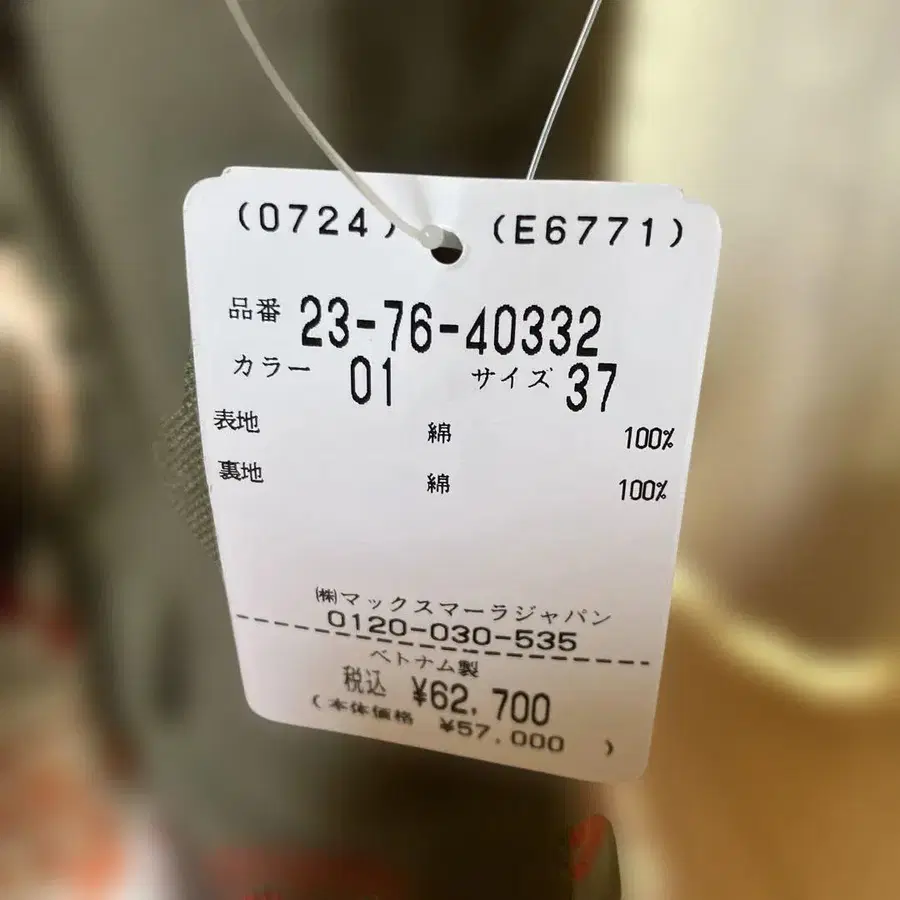 (0724) (E6771)
品番 23-76-40332
カラー 01 サイズ 37
表地 綿 100%
裏地 綿 100%
㈱マックスマーラジャパン
0120-030-535
ベトナム製
税込 ¥62,700
(本体価格 ¥57,000 )